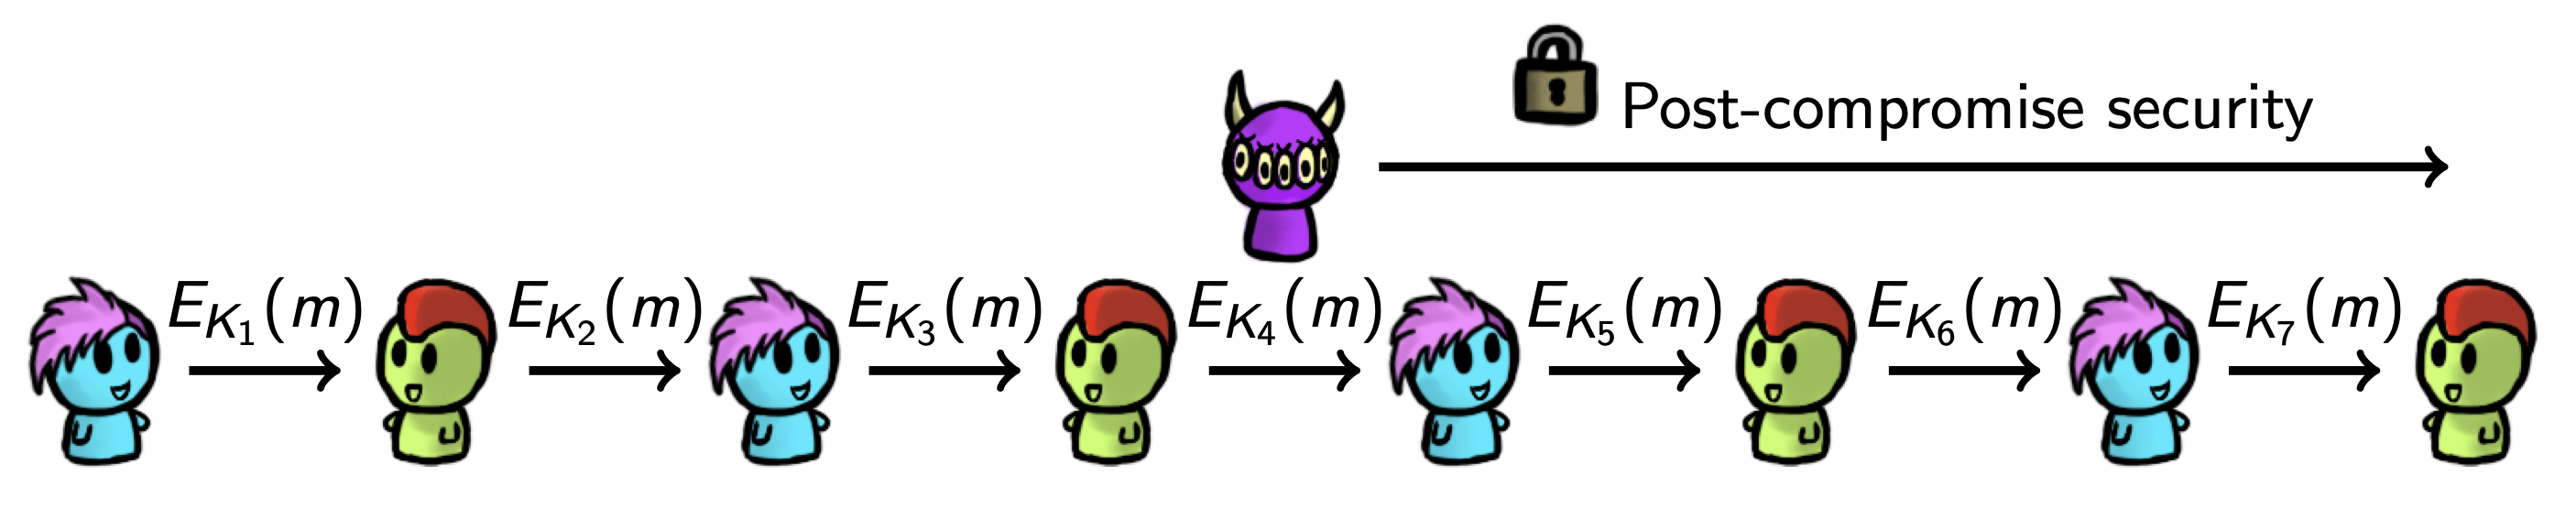 Post-compromise security
E_{K_1}(m) E_{K_2}(m) E_{K_3}(m) E_{K_4}(m) E_{K_5}(m) E_{K_6}(m) E_{K_7}(m)